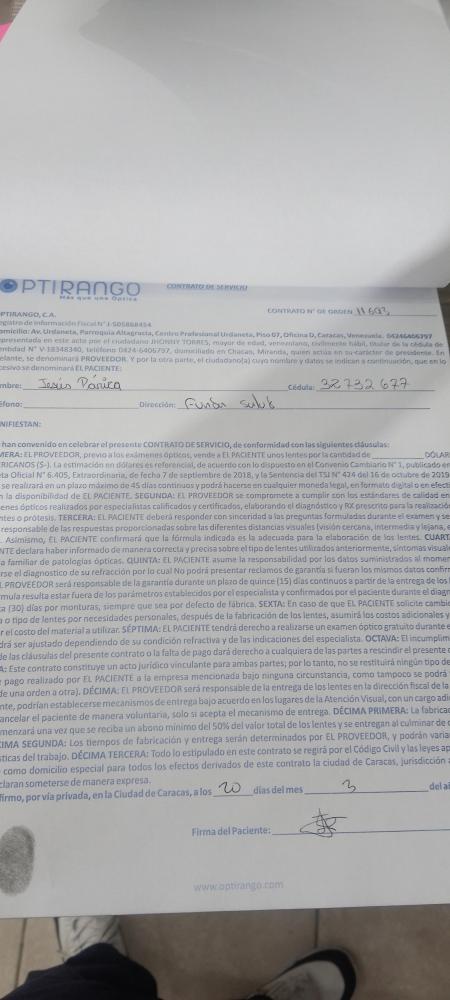 OPTIRANGO
Más que una Óptica
CONTRATO DE SERVICIO
PTIRANGO, C.A.
CONTRATO N° DE ORDEN 11693
egistro de Información Fiscal N° J-505868454
omicilio: Av. Urdaneta, Parroquia Altagracia, Centro Profesional Urdaneta, Piso 07, Oficina D, Caracas, Venezuela. 04246406797
presentada en este acto por el ciudadano JHONNY TORRES, mayor de edad, venezolano, civilmente hábil, titular de la cédula de
entidad N° V-18348340, teléfono 0424-6406797, domiciliado en Chacao, Miranda, quien actúa en su carácter de presidente. En
elante, se denominará PROVEEDOR. Y por la otra parte, el ciudadano(a) cuyo nombre y datos se indican a continuación, que en lo
cesivo se denominará EL PACIENTE:
mbre: Jesús Cédula: 32732677
éfono: Dirección:
NIFIESTAN:
han convenido en celebrar el presente CONTRATO DE SERVICIO, de conformidad con las siguientes cláusulas:
MERA: EL PROVEEDOR, previo a los exámenes ópticos, vende a EL PACIENTE unos lentes por la cantidad de DÓLAR
RICANOS ($-). La estimación en dólares es referencial, de acuerdo con lo dispuesto en el Convenio Cambiario N° 1, publicado en
ta Oficial N° 6.405, Extraordinaria, de fecha 7 de septiembre de 2018, y la Sentencia del TSJ N° 424 del 16 de octubre de 2019
se realizará en un plazo máximo de 45 días continuos y podrá hacerse en cualquier moneda legal, en formato digital o en efecti
n la disponibilidad de EL PACIENTE. SEGUNDA: EL PROVEEDOR se compromete a cumplir con los estándares de calidad en
enes ópticos realizados por especialistas calificados y certificados, elaborando el diagnóstico y RX prescrito para la realizació
ntes o prótesis. TERCERA: EL PACIENTE deberá responder con sinceridad a las preguntas formuladas durante el examen y se
responsable de las respuestas proporcionadas sobre las diferentes distancias visuales (visión cercana, intermedia y lejana, e
. Asimismo, EL PACIENTE confirmará que la fórmula indicada es la adecuada para la elaboración de los lentes. CUART
NTE declara haber informado de manera correcta y precisa sobre el tipo de lentes utilizados anteriormente, síntomas visuale
a familiar de patologías ópticas. QUINTA: EL PACIENTE asume la responsabilidad por los datos suministrados al momen
rse el diagnostico de su refracción por lo cual No podrá presentar reclamos de garantía si fueran los mismos datos confirm
L PROVEEDOR será responsable de la garantía durante un plazo de quince (15) días continuos a partir de la entrega de los
rmula resulta estar fuera de los parámetros establecidos por el especialista y confirmados por el paciente durante el diagn
ta (30) días por monturas, siempre que sea por defecto de fábrica. SEXTA: En caso de que EL PACIENTE solicite cambi
a o tipo de lentes por necesidades personales, después de la fabricación de los lentes, asumirá los costos adicionales y
r el costo del material a utilizar. SÉPTIMA: EL PACIENTE tendrá derecho a realizarse un examen óptico gratuito durante e
drá ser ajustado dependiendo de su condición refractiva y de las indicaciones del especialista. OCTAVA: El incumplim
de las cláusulas del presente contrato o la falta de pago dará derecho a cualquiera de las partes a rescindir el presente
A: Este contrato constituye un acto jurídico vinculante para ambas partes; por lo tanto, no se restituirá ningún tipo de
pago realizado por EL PACIENTE a la empresa mencionada bajo ninguna circunstancia, como tampoco se podrá
de una orden a otra). DÉCIMA: EL PROVEEDOR será responsable de la entrega de los lentes en la dirección fiscal de la
nte, podrían establecerse mecanismos de entrega bajo acuerdo en los lugares de la Atención Visual, con un cargo adi
ancelar el paciente de manera voluntaria, solo si acepta el mecanismo de entrega. DÉCIMA PRIMERA: La fabricac
menzará una vez que se reciba un abono mínimo del 50% del valor total de los lentes y se entregan al culminar de c
IMA SEGUNDA: Los tiempos de fabricación y entrega serán determinados por EL PROVEEDOR, y podrán varia
sticas del trabajo. DÉCIMA TERCERA: Todo lo estipulado en este contrato se regirá por el Código Civil y las leyes ap
como domicilio especial para todos los efectos derivados de este contrato la ciudad de Caracas, jurisdicción a
claran someterse de manera expresa.
firmo, por vía privada, en la Ciudad de Caracas, a los 20 días del mes 3 del a
Firma del Paciente:
www.optirango.com